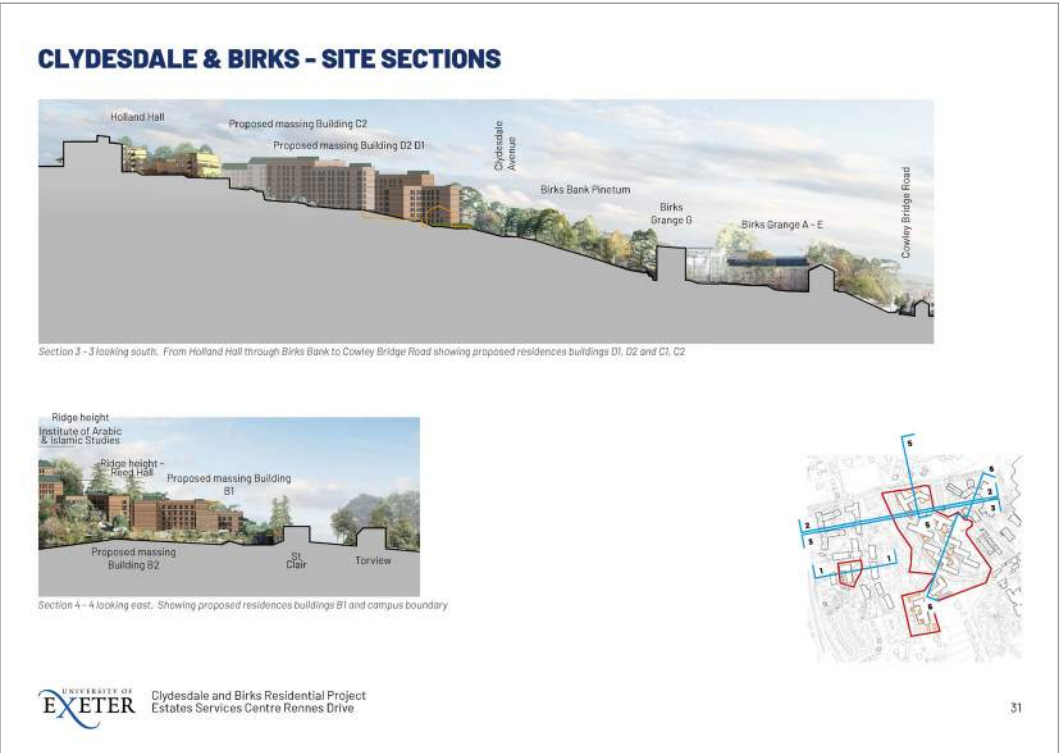 CLYDESDALE & BIRKS - SITE SECTIONS
Holland Hall
Proposed massing Building C2
Proposed massing Building D2 D1
Clydesdale
Avenue
Birks Bank Pinetum
Birks
Grange G
Birks Grange A - E
Cowley Bridge Road
Section 3 - 3 looking south. From Holland Hall through Birks Bank to Cowley Bridge Road showing proposed residences buildings D1, D2 and C1, C2
Ridge height
Institute of Arabic
& Islamic Studies
Ridge height -
Reed Hall
Proposed massing Building
B1
Proposed massing
Building B2
St
Clair
Torview
Section 4 - 4 looking east. Showing proposed residences buildings B1 and campus boundary
5
6
2
3
2
3
5
1
1
6
UNIVERSITY OF
EXETER
Clydesdale and Birks Residential Project
Estates Services Centre Rennes Drive
31